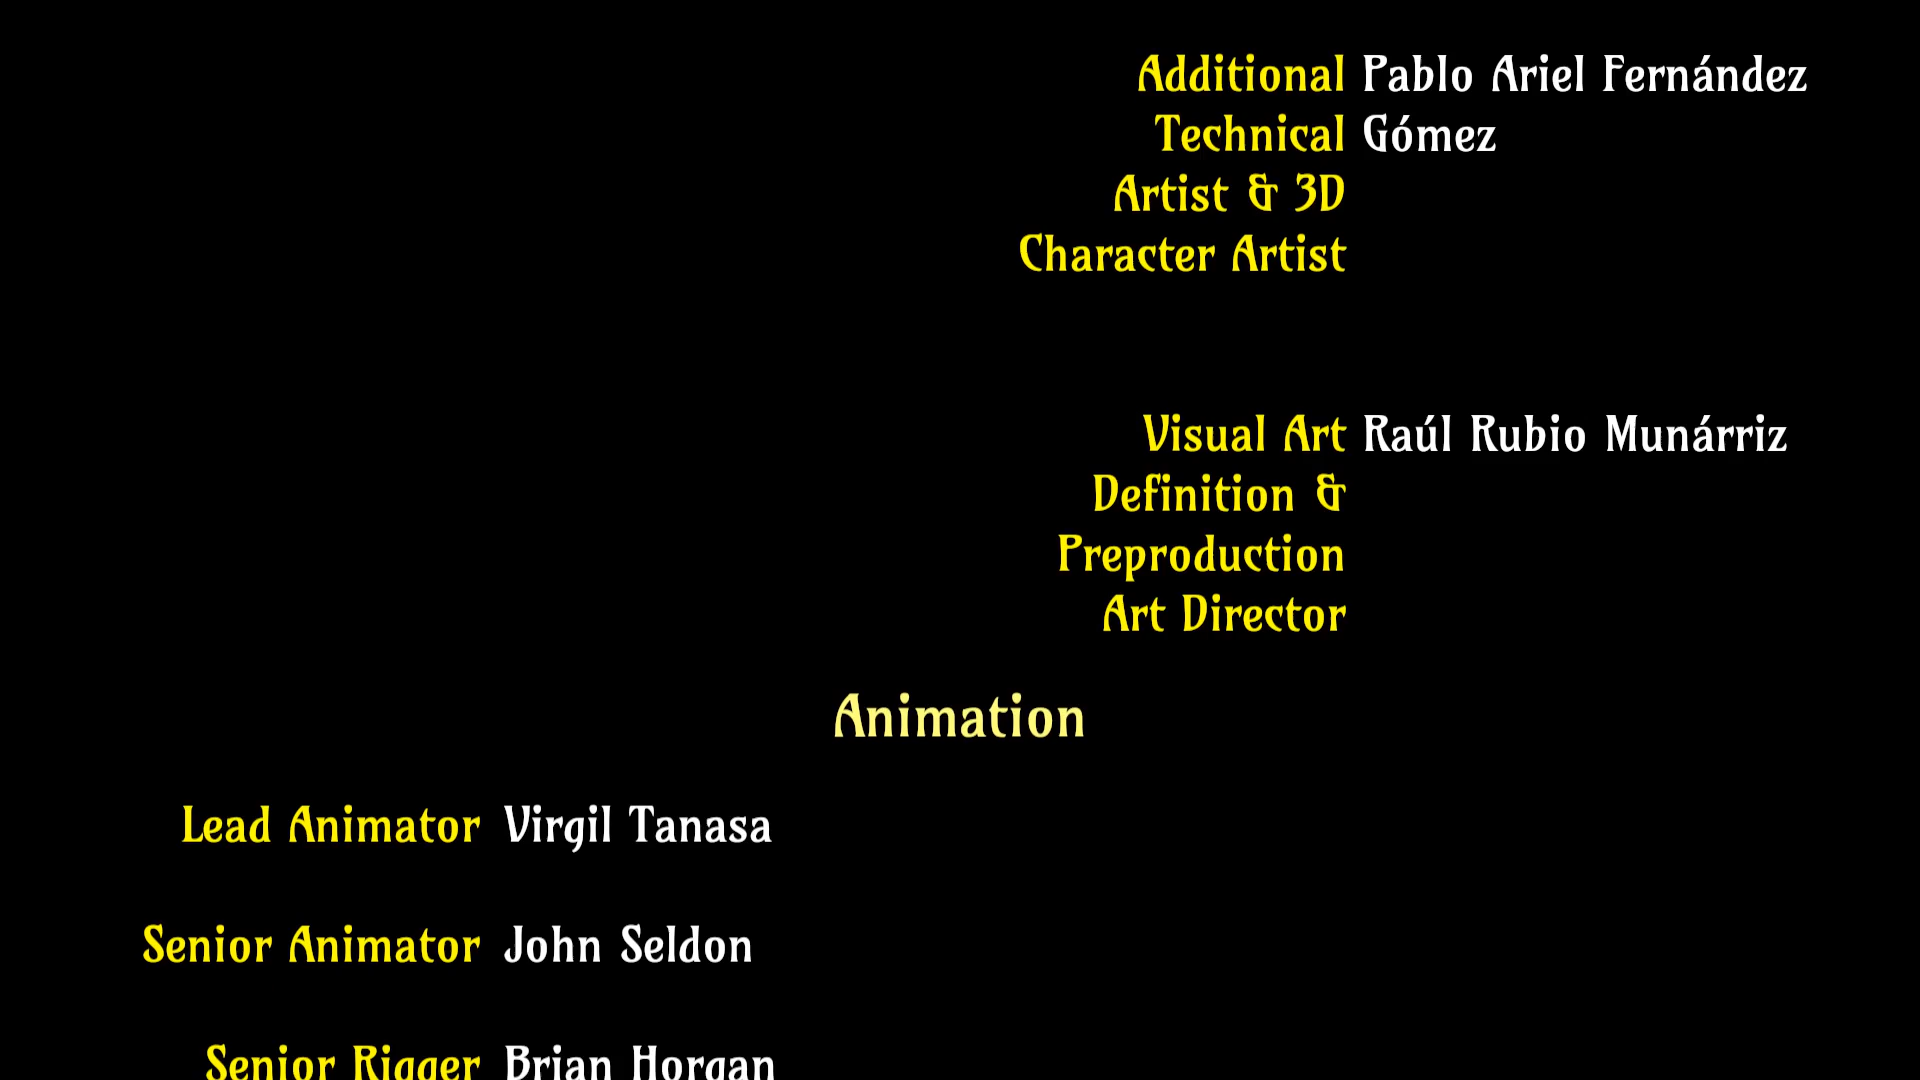 Additional Pablo Ariel Fernández
Technical Gómez
Artist & 3D
Character Artist
Visual Art Raúl Rubio Munárriz
Definition &
Preproduction
Art Director
Animation
Lead Animator Virgil Tanasa
Senior Animator John Seldon
Senior Rigger Brian Horgan